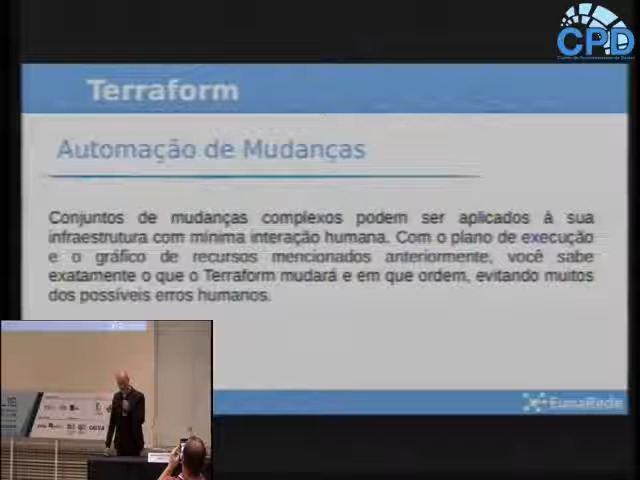 CPD
Terraform
Automação de Mudanças
Conjuntos de mudanças complexos podem ser aplicados à sua
infraestrutura com mínima interação humana. Com o plano de execução
e o gráfico de recursos mencionados anteriormente, você sabe
exatamente o que o Terraform mudará e em que ordem, evitando muitos
dos possíveis erros humanos.
EunaRede